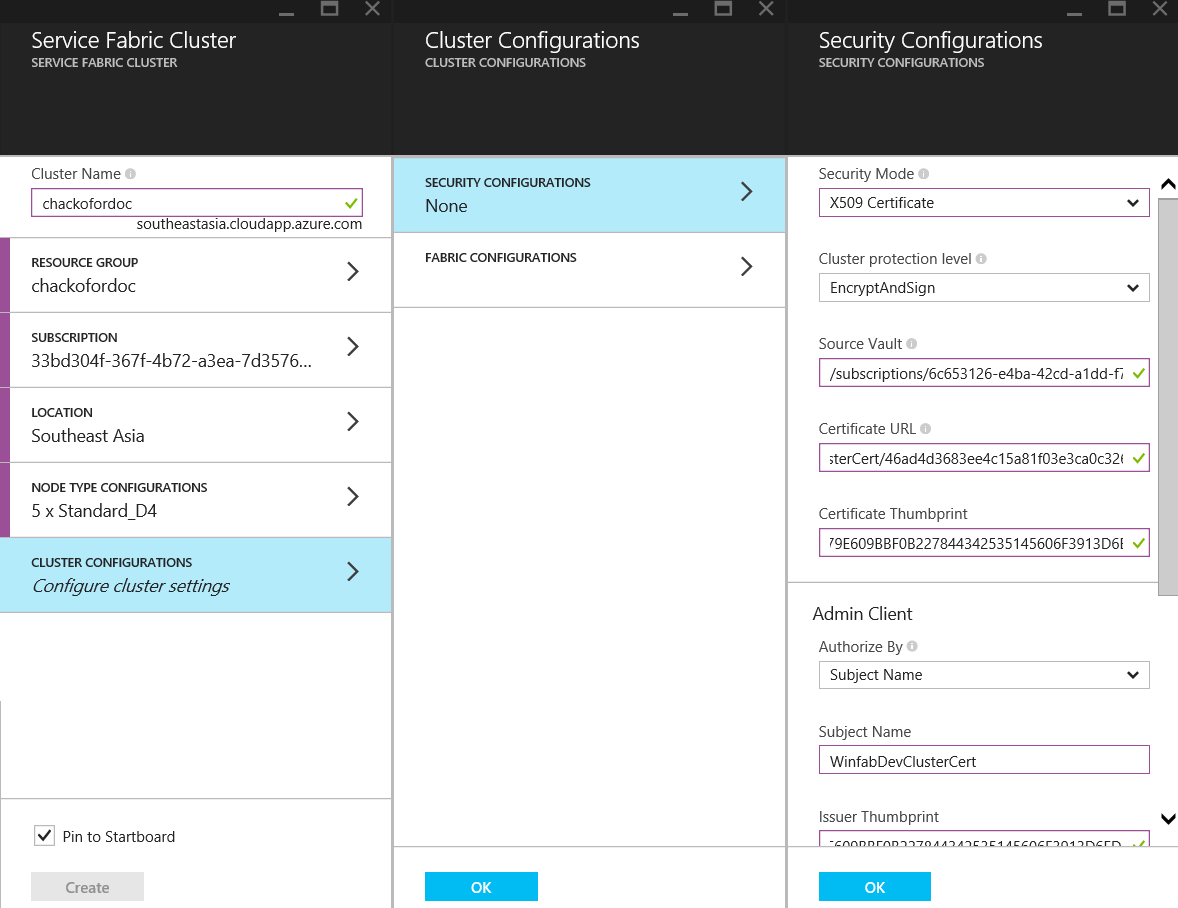 Service Fabric Cluster
SERVICE FABRIC CLUSTER
Cluster Name
chackofordoc
southeastasia.cloudapp.azure.com
RESOURCE GROUP
chackofordoc
SUBSCRIPTION
33bd304f-367f-4b72-a3ea-7d3576...
LOCATION
Southeast Asia
NODE TYPE CONFIGURATIONS
5 x Standard_D4
CLUSTER CONFIGURATIONS
Configure cluster settings
Pin to Startboard
Create
Cluster Configurations
CLUSTER CONFIGURATIONS
SECURITY CONFIGURATIONS
None
FABRIC CONFIGURATIONS
OK
Security Configurations
SECURITY CONFIGURATIONS
Security Mode
X509 Certificate
Cluster protection level
EncryptAndSign
Source Vault
/subscriptions/6c653126-e4ba-42cd-a1dd-f7
Certificate URL
sterCert/46ad4d3683ee4c15a81f03e3ca0c326
Certificate Thumbprint
79E609BBF0B227844342535145606F3913D6E
Admin Client
Authorize By
Subject Name
Subject Name
WinfabDevClusterCert
Issuer Thumbprint
OK